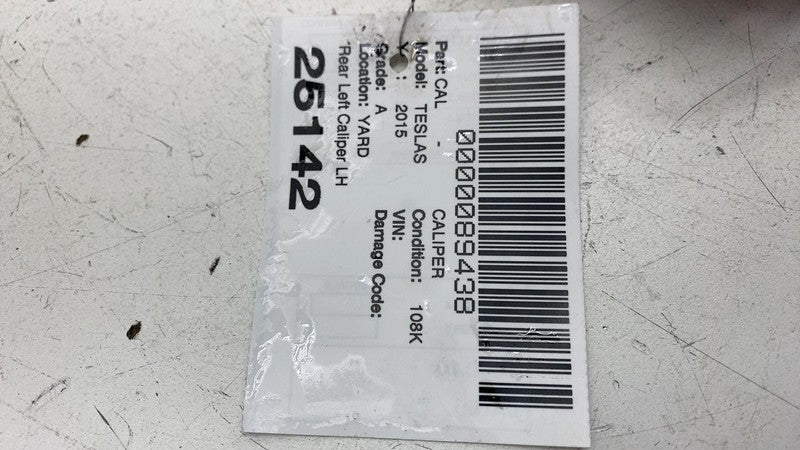 0000089438
Part: CAL - CALIPER
Model: TESLAS Condition: 108K
Y : 2015 VIN:
Grade: A Damage Code:
Location: YARD
'Rear Left Caliper LH
25142